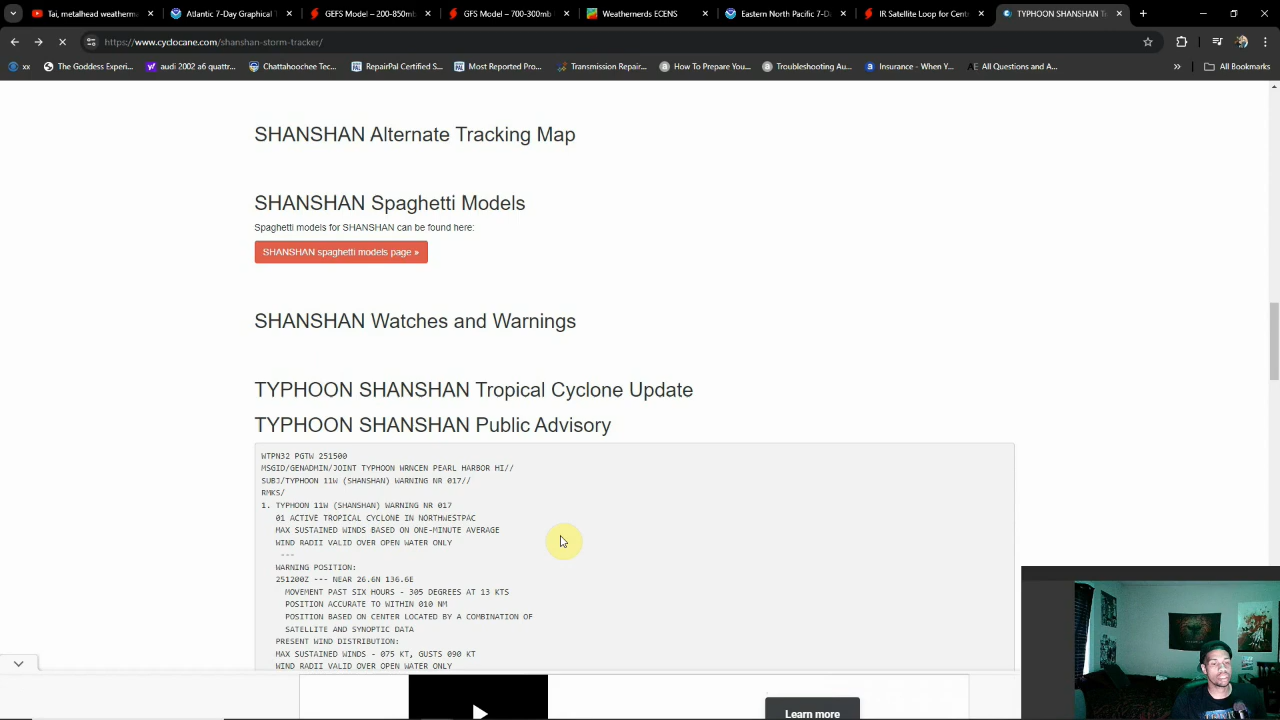 Tai, metalhead weatherma
Atlantic 7-Day Graphical T
GEFS Model – 200-850mb
GFS Model – 700-300mb
Weathernerds ECENS
Eastern North Pacific 7-D
IR Satellite Loop for Cent
TYPHOON SHANSHAN T
https://www.cyclocane.com/shanshan-storm-tracker/
xx
The Goddess Experi...
audi 2002 a6 quattr...
Chattahoochee Tec...
RepairPal Certified S...
Most Reported Pro...
Transmission Repair...
How To Prepare You...
Troubleshooting Au...
Insurance - When Y...
All Questions and A...
All Bookmarks
SHANSHAN Alternate Tracking Map
SHANSHAN Spaghetti Models
Spaghetti models for SHANSHAN can be found here:
SHANSHAN spaghetti models page »
SHANSHAN Watches and Warnings
TYPHOON SHANSHAN Tropical Cyclone Update
TYPHOON SHANSHAN Public Advisory
WTPN32 PGTW 251500
MSGID/GENADMIN/JOINT TYPHOON WRNCEN PEARL HARBOR HI//
SUBJ/TYPHOON 11W (SHANSHAN) WARNING NR 017//
RMKS/
1. TYPHOON 11W (SHANSHAN) WARNING NR 017
01 ACTIVE TROPICAL CYCLONE IN NORTHWESTPAC
MAX SUSTAINED WINDS BASED ON ONE-MINUTE AVERAGE
WIND RADII VALID OVER OPEN WATER ONLY
---
WARNING POSITION:
251200Z --- NEAR 26.6N 136.6E
MOVEMENT PAST SIX HOURS - 305 DEGREES AT 13 KTS
POSITION ACCURATE TO WITHIN 010 NM
POSITION BASED ON CENTER LOCATED BY A COMBINATION OF
SATELLITE AND SYNOPTIC DATA
PRESENT WIND DISTRIBUTION:
MAX SUSTAINED WINDS - 075 KT, GUSTS 090 KT
WIND RADII VALID OVER OPEN WATER ONLY
Learn more